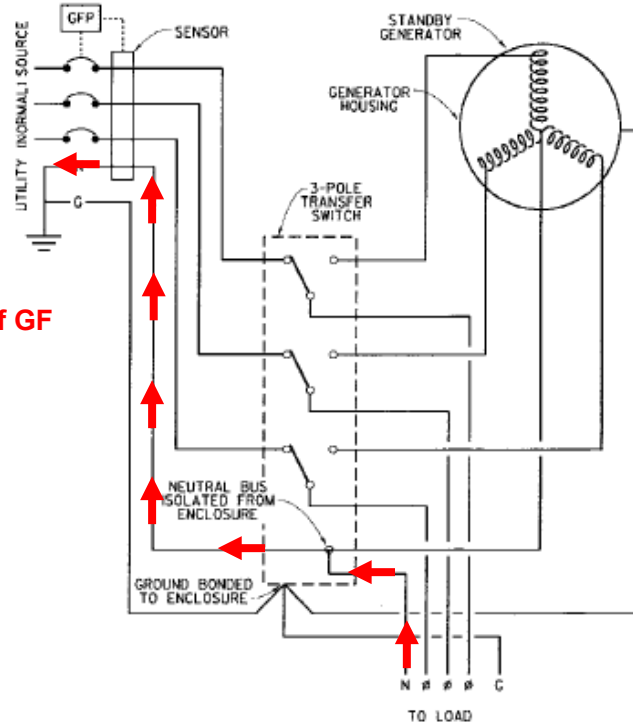 GFP
SENSOR
UTILITY (NORMAL) SOURCE
N
G
STANDBY
GENERATOR
GENERATOR
HOUSING
3-POLE
TRANSFER
SWITCH
f GF
NEUTRAL BUS
ISOLATED FROM
ENCLOSURE
GROUND BONDED
TO ENCLOSURE
N ø ø ø G
TO LOAD